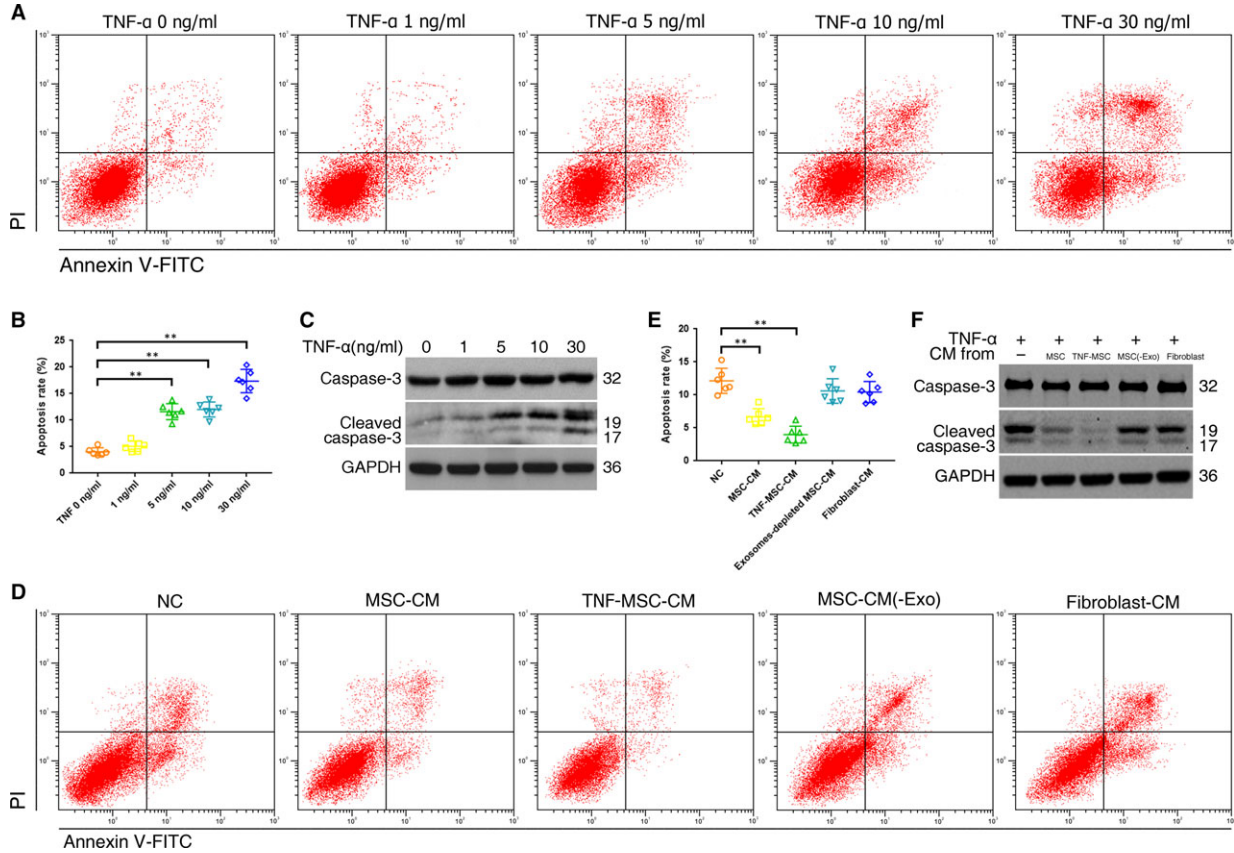 A
TNF-α 0 ng/ml
TNF-α 1 ng/ml
TNF-α 5 ng/ml
TNF-α 10 ng/ml
TNF-α 30 ng/ml
PI
Annexin V-FITC
B
Apoptosis rate (%)
25
20
15
10
5
0
**
**
**
TNF 0 ng/ml
1 ng/ml
5 ng/ml
10 ng/ml
30 ng/ml
C
TNF-α(ng/ml) 0 1 5 10 30
Caspase-3 32
Cleaved 19
caspase-3 17
GAPDH 36
E
Apoptosis rate (%)
20
15
10
5
0
**
**
NC
MSC-CM
TNF-MSC-CM
Exosomes-depleted MSC-CM
Fibroblast-CM
F
TNF-α + + + + +
CM from − MSC TNF-MSC MSC(-Exo) Fibroblast
Caspase-3 32
Cleaved 19
caspase-3 17
GAPDH 36
D
NC
MSC-CM
TNF-MSC-CM
MSC-CM(-Exo)
Fibroblast-CM
PI
Annexin V-FITC